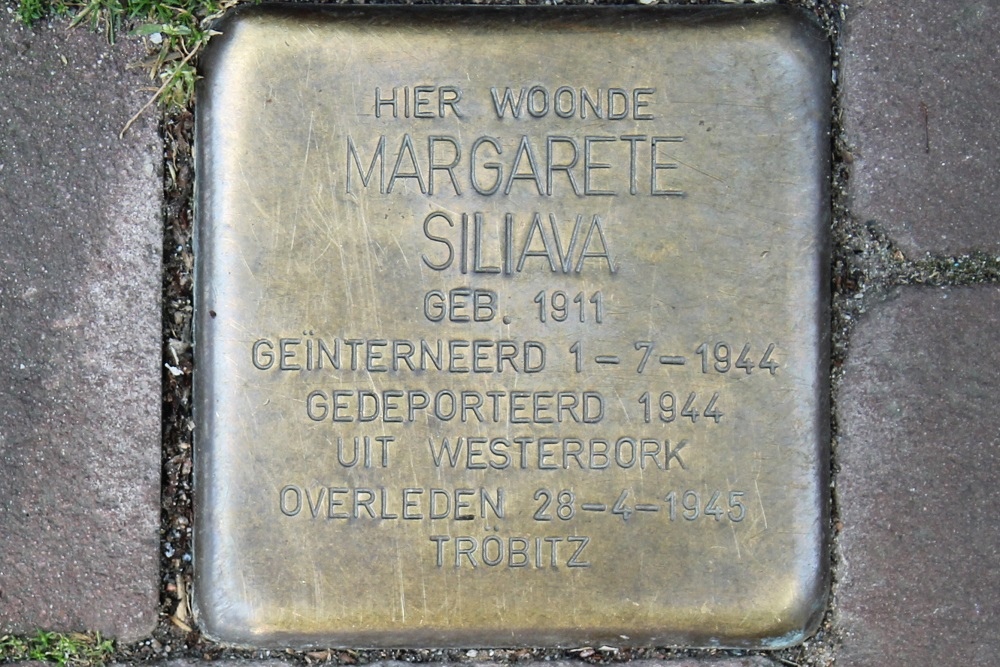 HIER WOONDE
MARGARETE
SILIAVA
GEB. 1911
GEÏNTERNEERD 1-7-1944
GEDEPORTEERD 1944
UIT WESTERBORK
OVERLEDEN 28-4-1945
TRÖBITZ